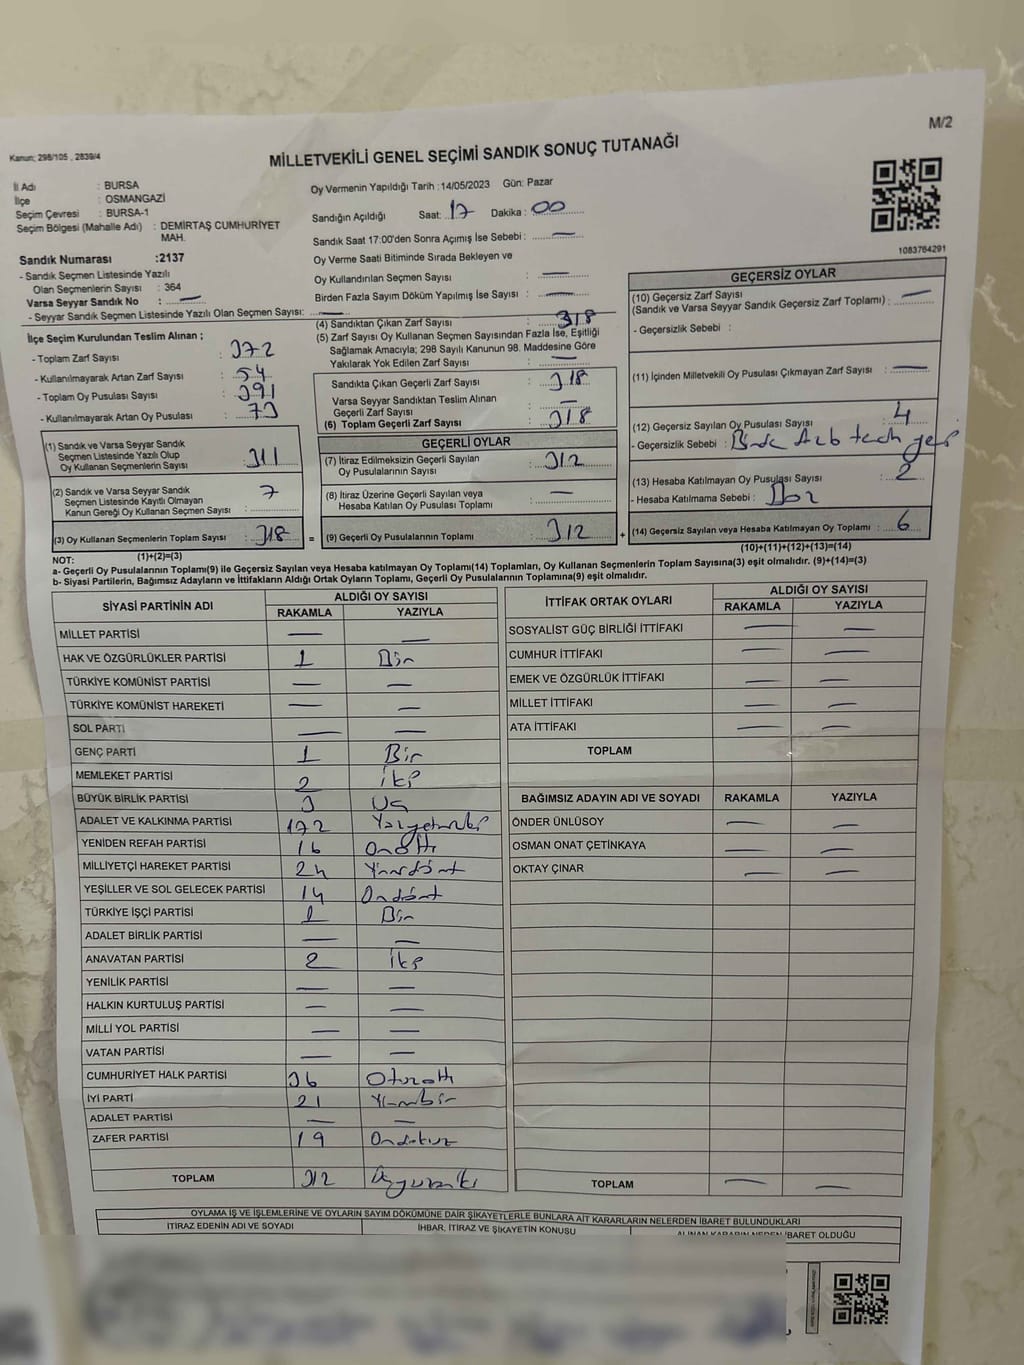 M/2
Kanun; 298/105 , 2839/4
MİLLETVEKİLİ GENEL SEÇİMİ SANDIK SONUÇ TUTANAĞI
İl Adı : BURSA
İlçe : OSMANGAZİ
Seçim Çevresi : BURSA-1
Seçim Bölgesi (Mahalle Adı) : DEMİRTAŞ CUMHURİYET
MAH.
Sandık Numarası :2137
- Sandık Seçmen Listesinde Yazılı
Olan Seçmenlerin Sayısı : 364
Varsa Seyyar Sandık No : —
- Seyyar Sandık Seçmen Listesinde Yazılı Olan Seçmen Sayısı: —
İlçe Seçim Kurulundan Teslim Alınan ;
- Toplam Zarf Sayısı : 372
- Kullanılmayarak Artan Zarf Sayısı : 54
- Toplam Oy Pusulası Sayısı : 391
- Kullanılmayarak Artan Oy Pusulası : 73
(1) Sandık ve Varsa Seyyar Sandık
Seçmen Listesinde Yazılı Olup
Oy Kullanan Seçmenlerin Sayısı : 311
(2) Sandık ve Varsa Seyyar Sandık
Seçmen Listesinde Kayıtlı Olmayan
Kanun Gereği Oy Kullanan Seçmen Sayısı : 7
(3) Oy Kullanan Seçmenlerin Toplam Sayısı : 318
Oy Vermenin Yapıldığı Tarih :14/05/2023 Gün: Pazar
Sandığın Açıldığı Saat: 17 Dakika: 00
Sandık Saat 17:00'den Sonra Açımış İse Sebebi : —
Oy Verme Saati Bitiminde Sırada Bekleyen ve
Oy Kullandırılan Seçmen Sayısı : —
Birden Fazla Sayım Döküm Yapılmış İse Sayısı : —
(4) Sandıktan Çıkan Zarf Sayısı : 318
(5) Zarf Sayısı Oy Kullanan Seçmen Sayısından Fazla İse, Eşitliği
Sağlamak Amacıyla; 298 Sayılı Kanunun 98. Maddesine Göre
Yakılarak Yok Edilen Zarf Sayısı : —
Sandıkta Çıkan Geçerli Zarf Sayısı : 318
Varsa Seyyar Sandıktan Teslim Alınan
Geçerli Zarf Sayısı : —
(6) Toplam Geçerli Zarf Sayısı : 318
GEÇERLİ OYLAR
(7) İtiraz Edilmeksizin Geçerli Sayılan
Oy Pusulalarının Sayısı : 312
(8) İtiraz Üzerine Geçerli Sayılan veya
Hesaba Katılan Oy Pusulası Toplamı : —
= (9) Geçerli Oy Pusulalarının Toplamı : 312 +
1083764291
GEÇERSİZ OYLAR
(10) Geçersiz Zarf Sayısı
(Sandık ve Varsa Seyyar Sandık Geçersiz Zarf Toplamı) : —
- Geçersizlik Sebebi :
(11) İçinden Milletvekili Oy Pusulası Çıkmayan Zarf Sayısı : —
(12) Geçersiz Sayılan Oy Pusulası Sayısı : 4
- Geçersizlik Sebebi :
(13) Hesaba Katılmayan Oy Pusulası Sayısı : 2
- Hesaba Katılmama Sebebi :
(14) Geçersiz Sayılan veya Hesaba Katılmayan Oy Toplamı : 6
(1)+(2)=(3)
(10)+(11)+(12)+(13)=(14)
NOT:
a- Geçerli Oy Pusulalarının Toplamı(9) ile Geçersiz Sayılan veya Hesaba katılmayan Oy Toplamı(14) Toplamları, Oy Kullanan Seçmenlerin Toplam Sayısına(3) eşit olmalıdır. (9)+(14)=(3)
b- Siyasi Partilerin, Bağımsız Adayların ve İttifakların Aldığı Ortak Oyların Toplamı, Geçerli Oy Pusulalarının Toplamına(9) eşit olmalıdır.
SİYASİ PARTİNİN ADI ALDIĞI OY SAYISI
RAKAMLA YAZIYLA
MİLLET PARTİSİ — —
HAK VE ÖZGÜRLÜKLER PARTİSİ 1 Bir
TÜRKİYE KOMÜNİST PARTİSİ — —
TÜRKİYE KOMÜNİST HAREKETİ — —
SOL PARTİ — —
GENÇ PARTİ 1 Bir
MEMLEKET PARTİSİ 2 iki
BÜYÜK BİRLİK PARTİSİ 3 Üç
ADALET VE KALKINMA PARTİSİ 172 Yüzyetmişiki
YENİDEN REFAH PARTİSİ 16 Onaltı
MİLLİYETÇİ HAREKET PARTİSİ 24 Yirmidört
YEŞİLLER VE SOL GELECEK PARTİSİ 14 Ondört
TÜRKİYE İŞÇİ PARTİSİ 1 Bir
ADALET BİRLİK PARTİSİ — —
ANAVATAN PARTİSİ 2 iki
YENİLİK PARTİSİ — —
HALKIN KURTULUŞ PARTİSİ — —
MİLLİ YOL PARTİSİ — —
VATAN PARTİSİ — —
CUMHURİYET HALK PARTİSİ 36 Otuzaltı
İYİ PARTİ 21 Yirmibir
ADALET PARTİSİ — —
ZAFER PARTİSİ 19 Ondokuz
TOPLAM 312 Üçyüzoniki
İTTİFAK ORTAK OYLARI ALDIĞI OY SAYISI
RAKAMLA YAZIYLA
SOSYALİST GÜÇ BİRLİĞİ İTTİFAKI — —
CUMHUR İTTİFAKI — —
EMEK VE ÖZGÜRLÜK İTTİFAKI — —
MİLLET İTTİFAKI — —
ATA İTTİFAKI — —
TOPLAM
BAĞIMSIZ ADAYIN ADI VE SOYADI RAKAMLA YAZIYLA
ÖNDER ÜNLÜSOY — —
OSMAN ONAT ÇETİNKAYA — —
OKTAY ÇINAR — —
TOPLAM — —
OYLAMA İŞ VE İŞLEMLERİNE VE OYLARIN SAYIM DÖKÜMÜNE DAİR ŞİKAYETLERLE BUNLARA AİT KARARLARIN NELERDEN İBARET BULUNDUKLARI
İTİRAZ EDENİN ADI VE SOYADI İHBAR, İTİRAZ VE ŞİKAYETİN KONUSU ALINAN KARARIN NEDEN İBARET OLDUĞU